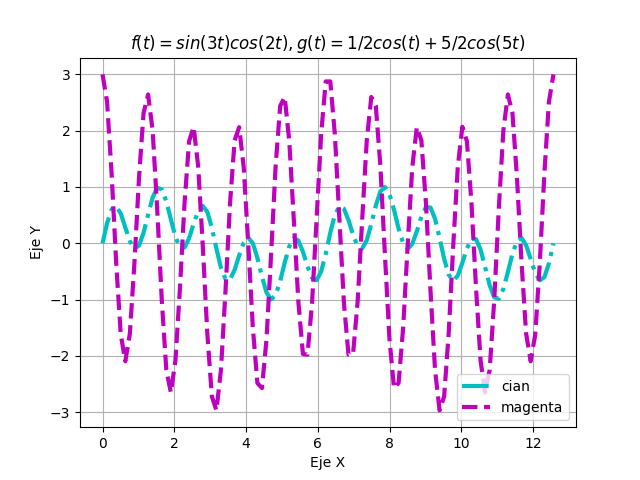 f(t) = sin(3t)cos(2t), g(t) = 1/2cos(t) + 5/2cos(5t)
3
2
1
0
−1
−2
−3
Eje Y
0 2 4 6 8 10 12
Eje X
cian
magenta